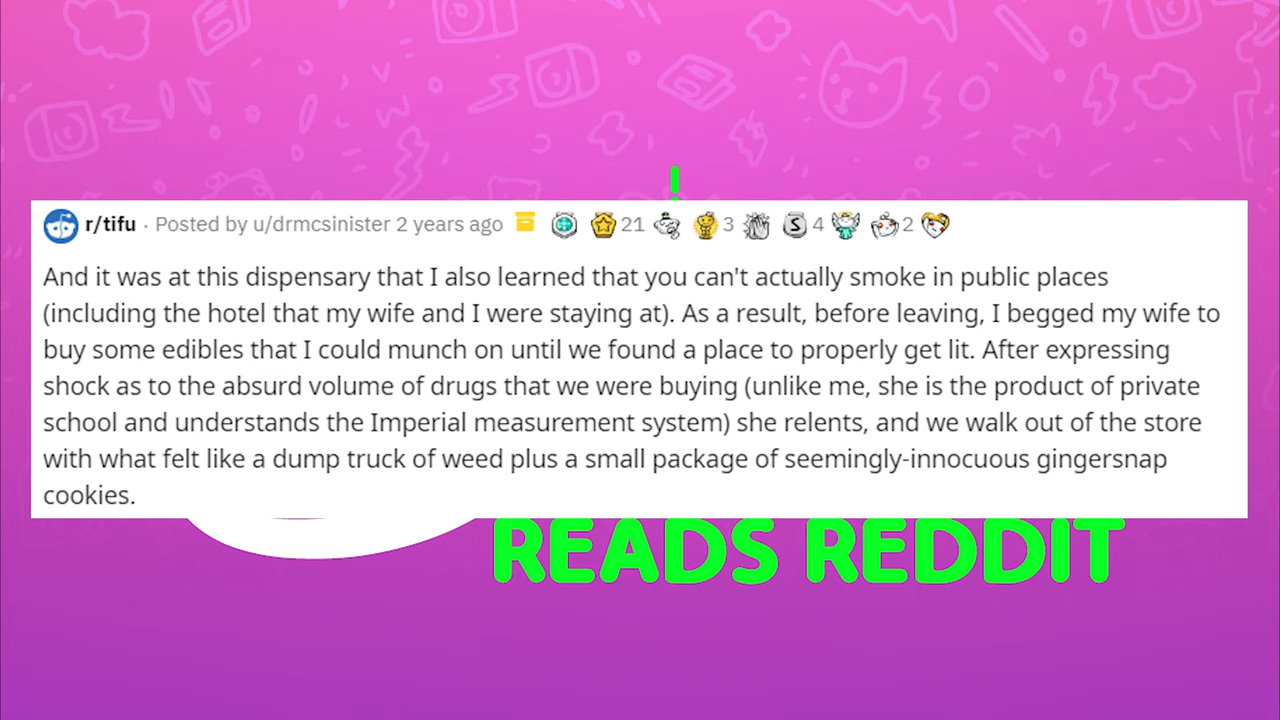 r/tifu · Posted by u/drmcsinister 2 years ago 21 3 4 2
And it was at this dispensary that I also learned that you can't actually smoke in public places
(including the hotel that my wife and I were staying at). As a result, before leaving, I begged my wife to
buy some edibles that I could munch on until we found a place to properly get lit. After expressing
shock as to the absurd volume of drugs that we were buying (unlike me, she is the product of private
school and understands the Imperial measurement system) she relents, and we walk out of the store
with what felt like a dump truck of weed plus a small package of seemingly-innocuous gingersnap
cookies.
READS REDDIT